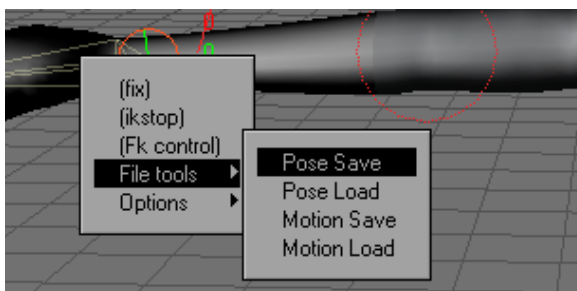 (fix)
(ikstop)
(Fk control)
File tools
Options
Pose Save
Pose Load
Motion Save
Motion Load